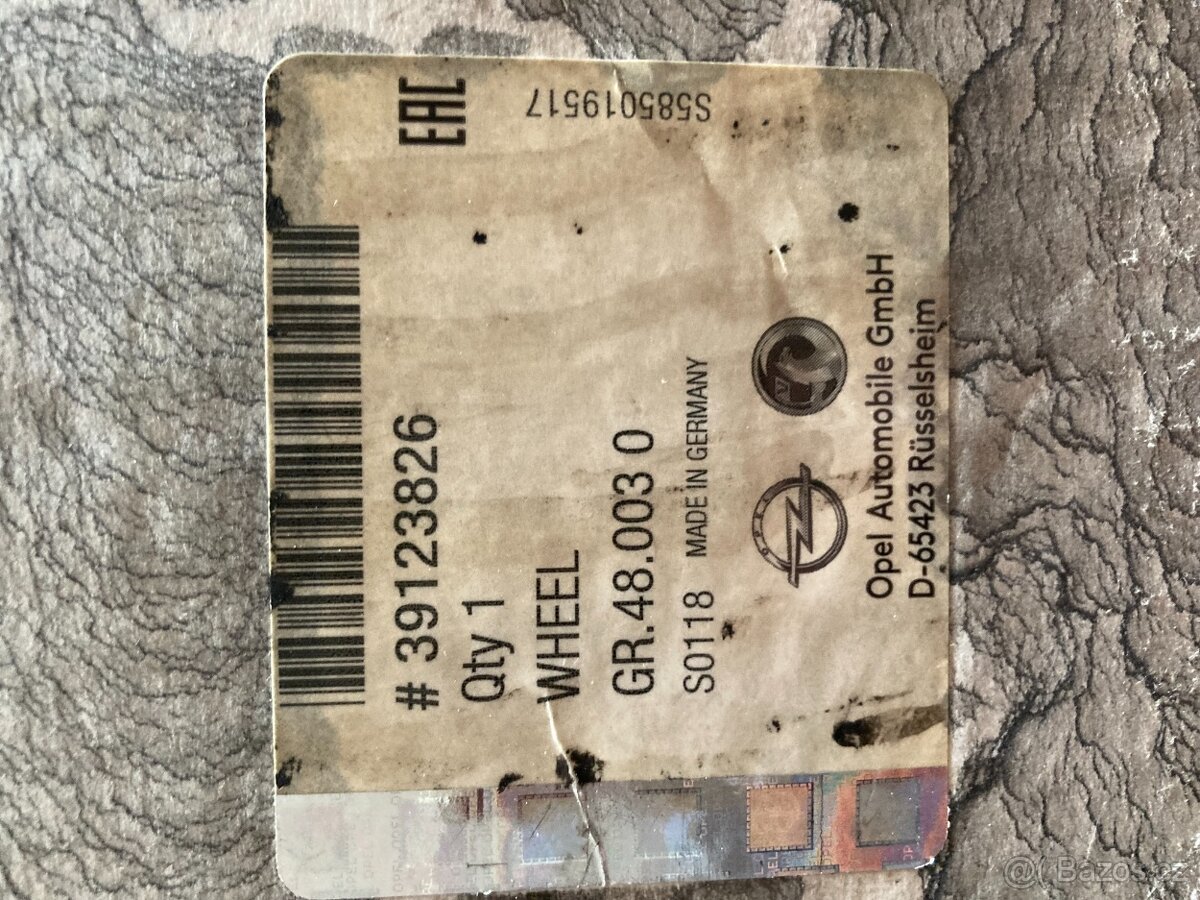 EAC
# 39123826
Qty 1
WHEEL
GR.48.003 0
S0118 MADE IN GERMANY
OPEL
Opel Automobile GmbH
D-65423 Rüsselsheim
S585019517
@( Bazos.cz